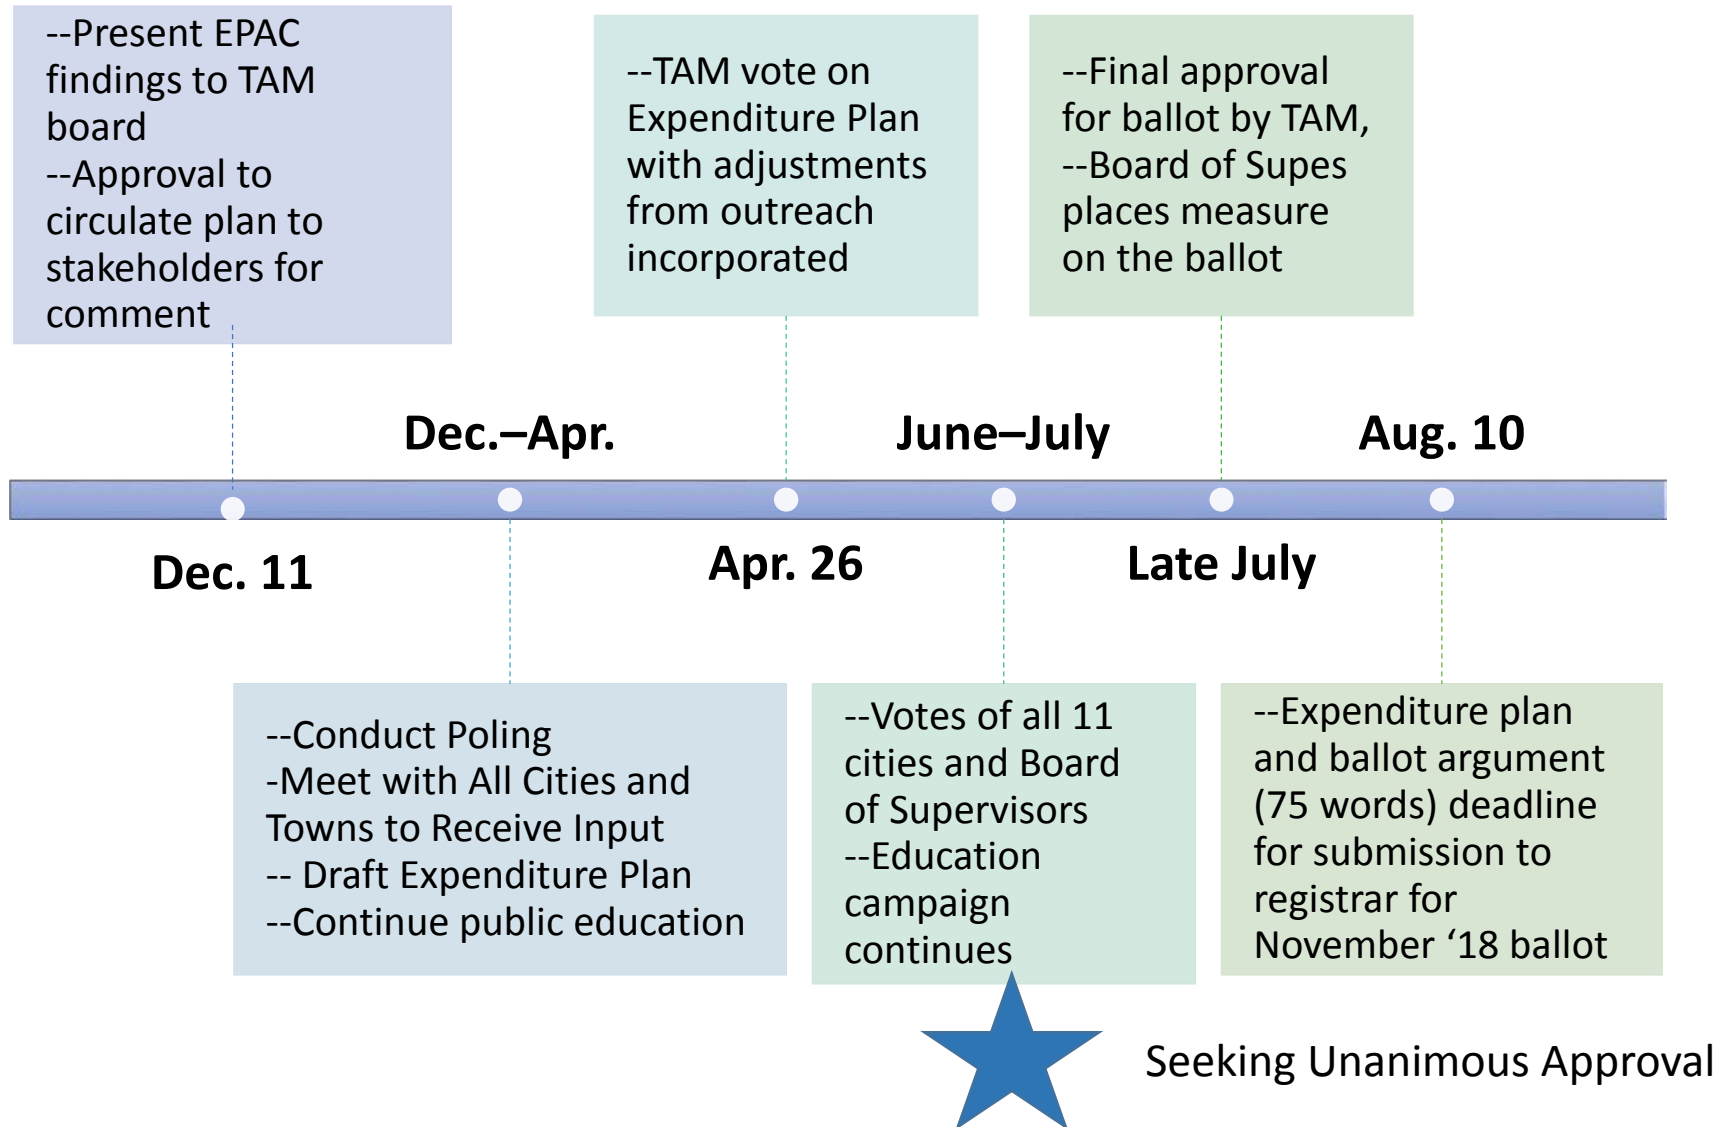 --Present EPAC
findings to TAM
board
--Approval to
circulate plan to
stakeholders for
comment
--TAM vote on
Expenditure Plan
with adjustments
from outreach
incorporated
--Final approval
for ballot by TAM,
--Board of Supes
places measure
on the ballot
Dec.–Apr.
June–July
Aug. 10
Dec. 11
Apr. 26
Late July
--Conduct Poling
-Meet with All Cities and
Towns to Receive Input
-- Draft Expenditure Plan
--Continue public education
--Votes of all 11
cities and Board
of Supervisors
--Education
campaign
continues
--Expenditure plan
and ballot argument
(75 words) deadline
for submission to
registrar for
November ‘18 ballot
Seeking Unanimous Approval